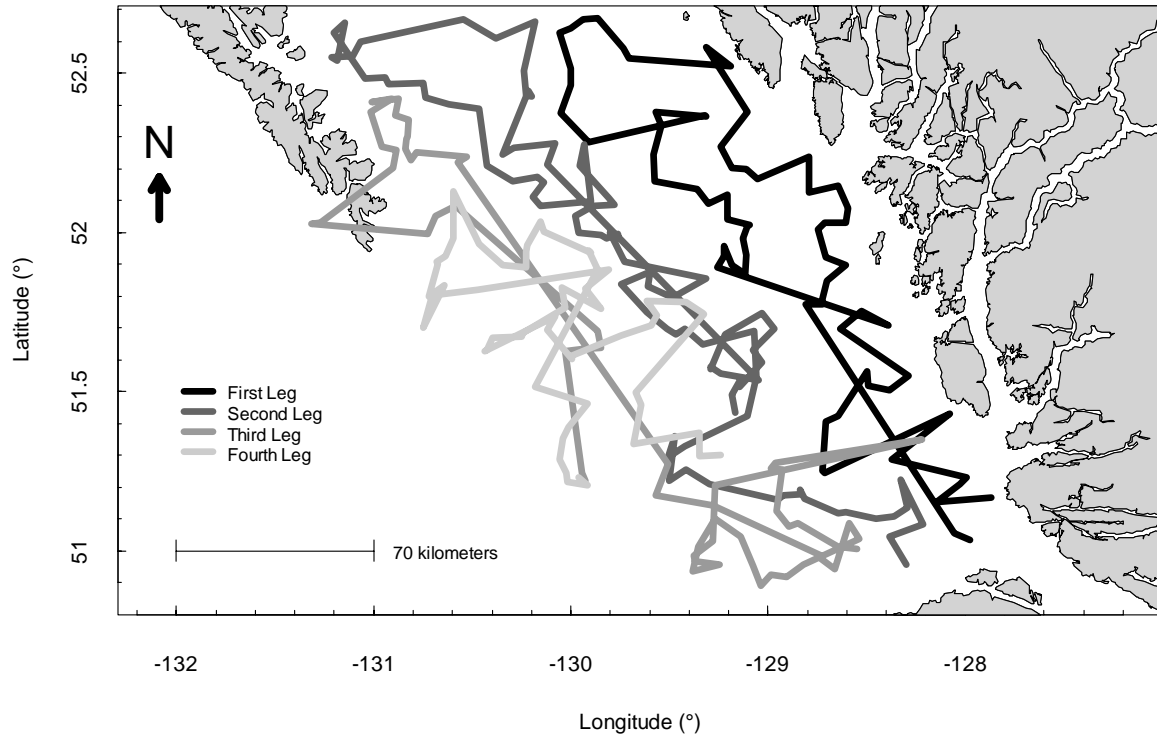 52.5
52
51.5
51
Latitude (°)
N
First Leg
Second Leg
Third Leg
Fourth Leg
70 kilometers
-132
-131
-130
-129
-128
Longitude (°)